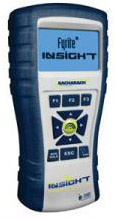 Fyrite®
INSIGHT
BACHARACH
F1 F2 F3
ESC
INSIGHT